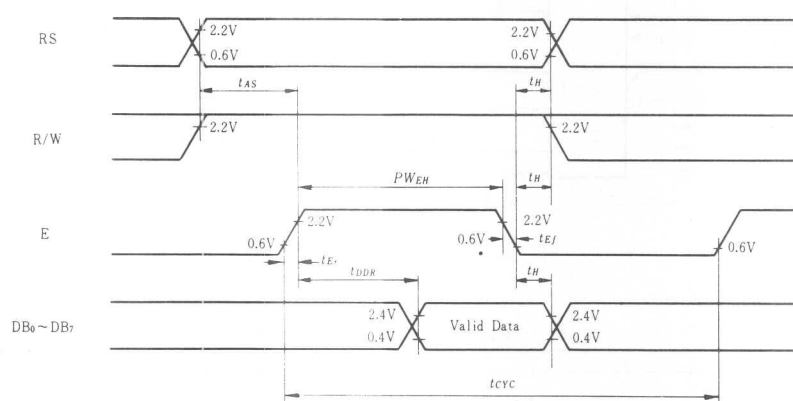 RS
2.2V
0.6V
2.2V
0.6V
tAS
tH
R/W
2.2V
2.2V
PWEH
tH
E
2.2V
0.6V
2.2V
0.6V
tEf
0.6V
tEr
tDDR
tH
DB0~DB7
2.4V
0.4V
Valid Data
2.4V
0.4V
tCYC